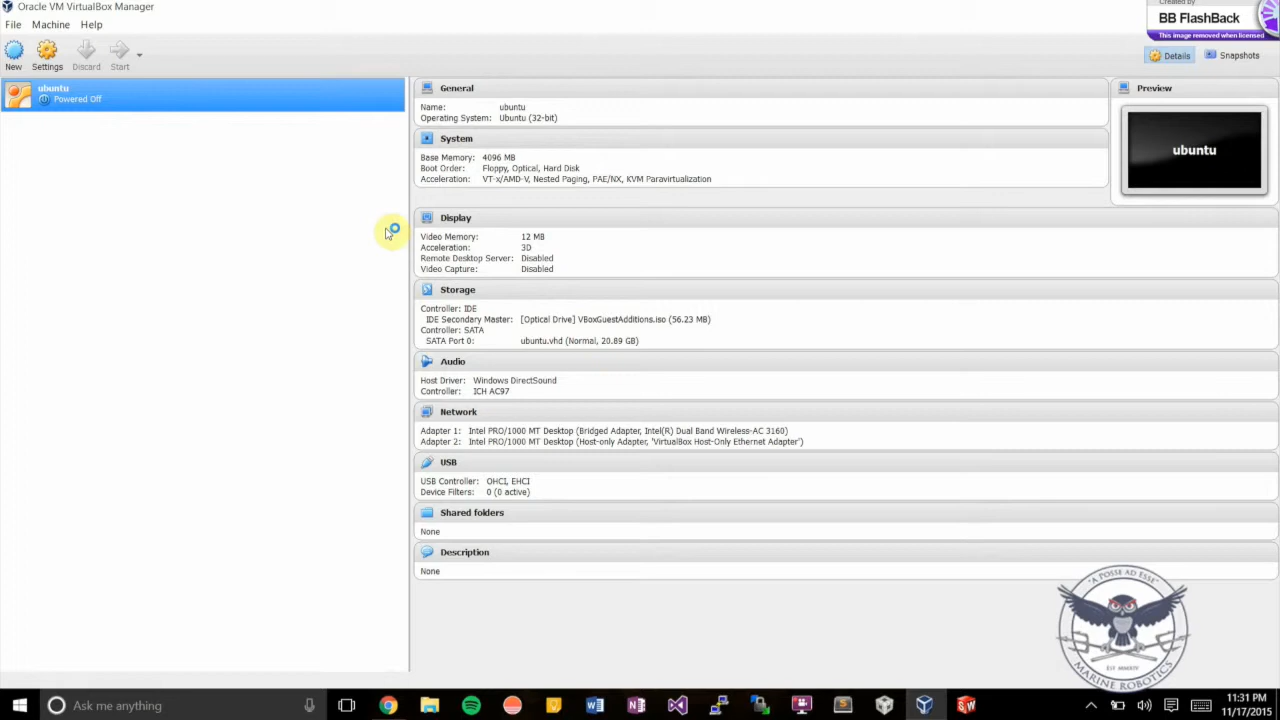 Oracle VM VirtualBox Manager
File Machine Help
Created by
BB FlashBack
This image removed when licensed
New Settings Discard Start
Details Snapshots
ubuntu
Powered Off
General
Name: ubuntu
Operating System: Ubuntu (32-bit)
System
Base Memory: 4096 MB
Boot Order: Floppy, Optical, Hard Disk
Acceleration: VT-x/AMD-V, Nested Paging, PAE/NX, KVM Paravirtualization
Preview
ubuntu
Display
Video Memory: 12 MB
Acceleration: 3D
Remote Desktop Server: Disabled
Video Capture: Disabled
Storage
Controller: IDE
IDE Secondary Master: [Optical Drive] VBoxGuestAdditions.iso (56.23 MB)
Controller: SATA
SATA Port 0: ubuntu.vhd (Normal, 20.89 GB)
Audio
Host Driver: Windows DirectSound
Controller: ICH AC97
Network
Adapter 1: Intel PRO/1000 MT Desktop (Bridged Adapter, Intel(R) Dual Band Wireless-AC 3160)
Adapter 2: Intel PRO/1000 MT Desktop (Host-only Adapter, 'VirtualBox Host-Only Ethernet Adapter')
USB
USB Controller: OHCI, EHCI
Device Filters: 0 (0 active)
Shared folders
None
Description
None
"A POSSE AD ESSE"
MARINE ROBOTICS
Ask me anything
11:31 PM
11/17/2015